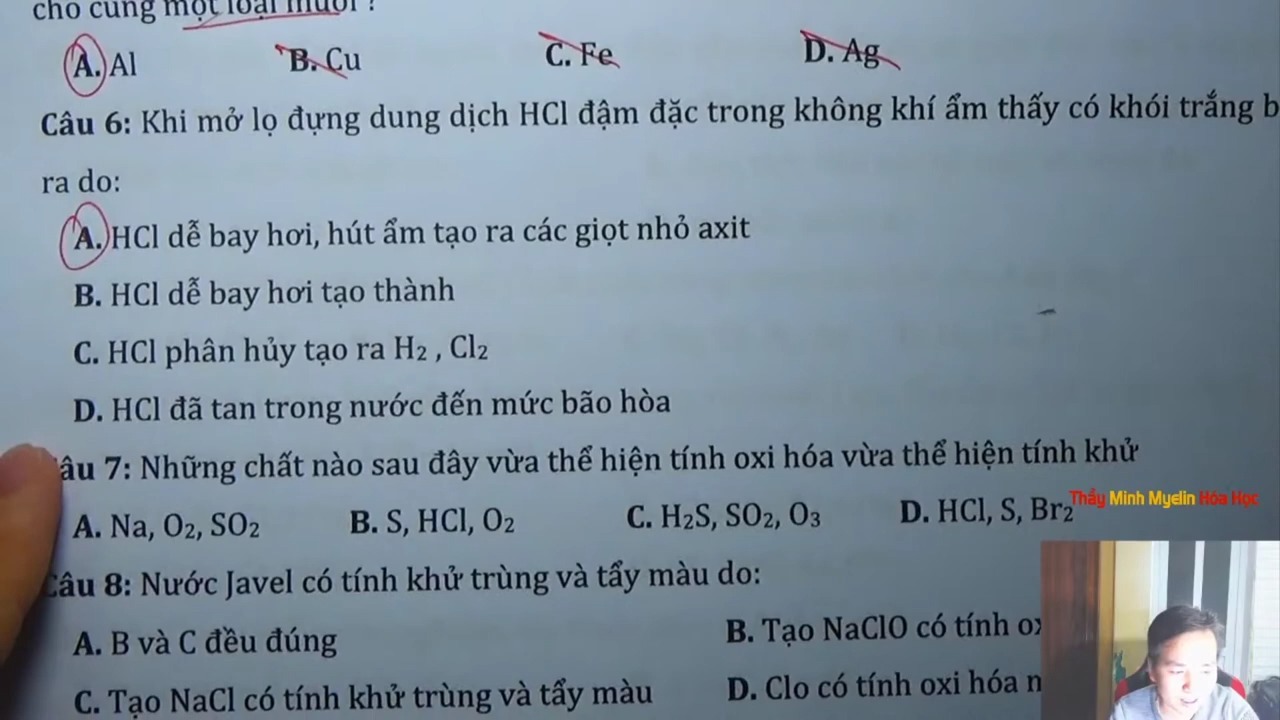 cho cùng một loại muối ?
A. Al B. Cu C. Fe D. Ag
Câu 6: Khi mở lọ đựng dung dịch HCl đậm đặc trong không khí ẩm thấy có khói trắng b
ra do:
A. HCl dễ bay hơi, hút ẩm tạo ra các giọt nhỏ axit
B. HCl dễ bay hơi tạo thành
C. HCl phân hủy tạo ra H₂ , Cl₂
D. HCl đã tan trong nước đến mức bão hòa
âu 7: Những chất nào sau đây vừa thể hiện tính oxi hóa vừa thể hiện tính khử
A. Na, O₂, SO₂ B. S, HCl, O₂ C. H₂S, SO₂, O₃ D. HCl, S, Br₂
Thầy Minh Myelin Hóa Học
Câu 8: Nước Javel có tính khử trùng và tẩy màu do:
A. B và C đều đúng B. Tạo NaClO có tính ox
C. Tạo NaCl có tính khử trùng và tẩy màu D. Clo có tính oxi hóa m